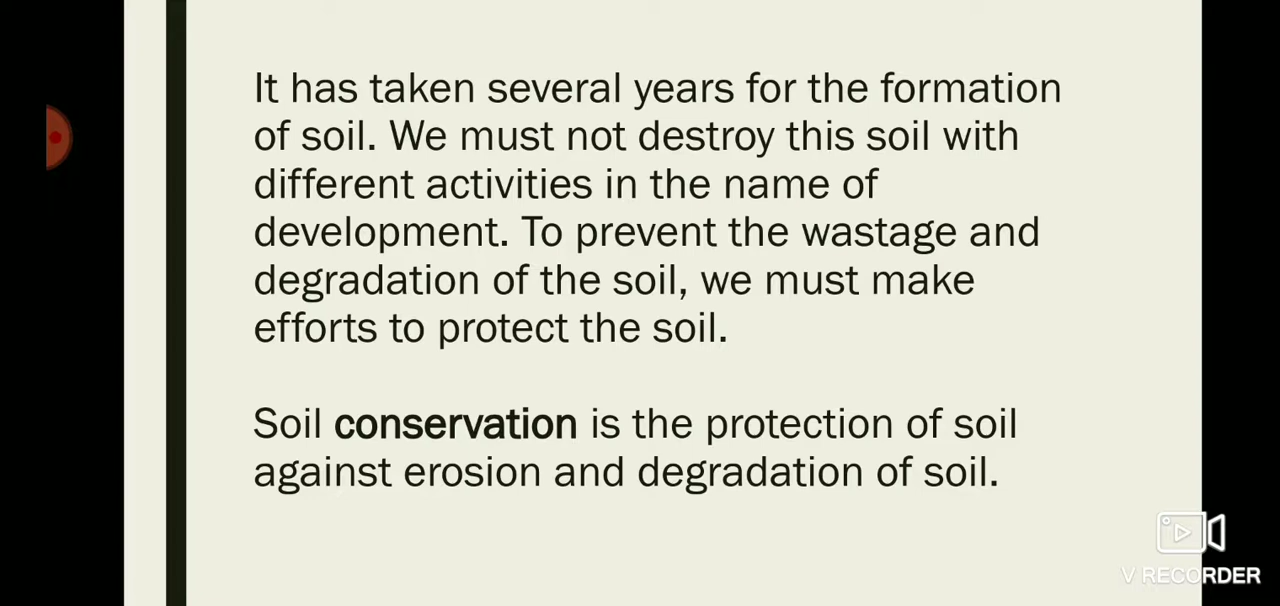 It has taken several years for the formation
of soil. We must not destroy this soil with
different activities in the name of
development. To prevent the wastage and
degradation of the soil, we must make
efforts to protect the soil.
Soil conservation is the protection of soil
against erosion and degradation of soil.
V RECORDER